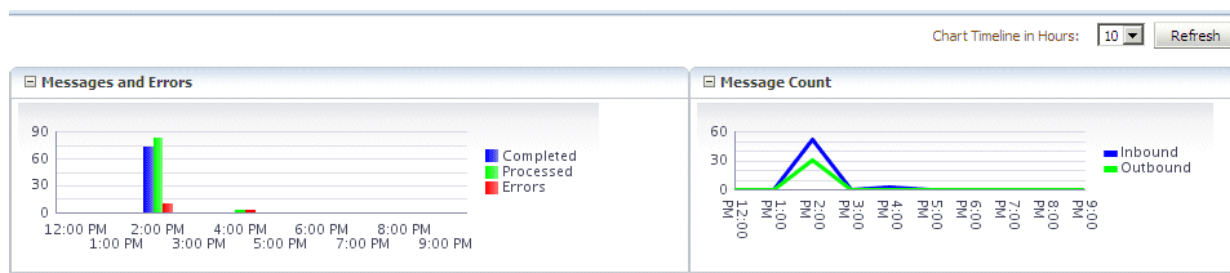 Chart Timeline in Hours: 10 Refresh
Messages and Errors
90
60
30
0
12:00 PM 2:00 PM 4:00 PM 6:00 PM 8:00 PM
1:00 PM 3:00 PM 5:00 PM 7:00 PM 9:00 PM
Completed
Processed
Errors
Message Count
60
30
0
12:00 PM
1:00 PM
2:00 PM
3:00 PM
4:00 PM
5:00 PM
6:00 PM
7:00 PM
8:00 PM
9:00 PM
Inbound
Outbound